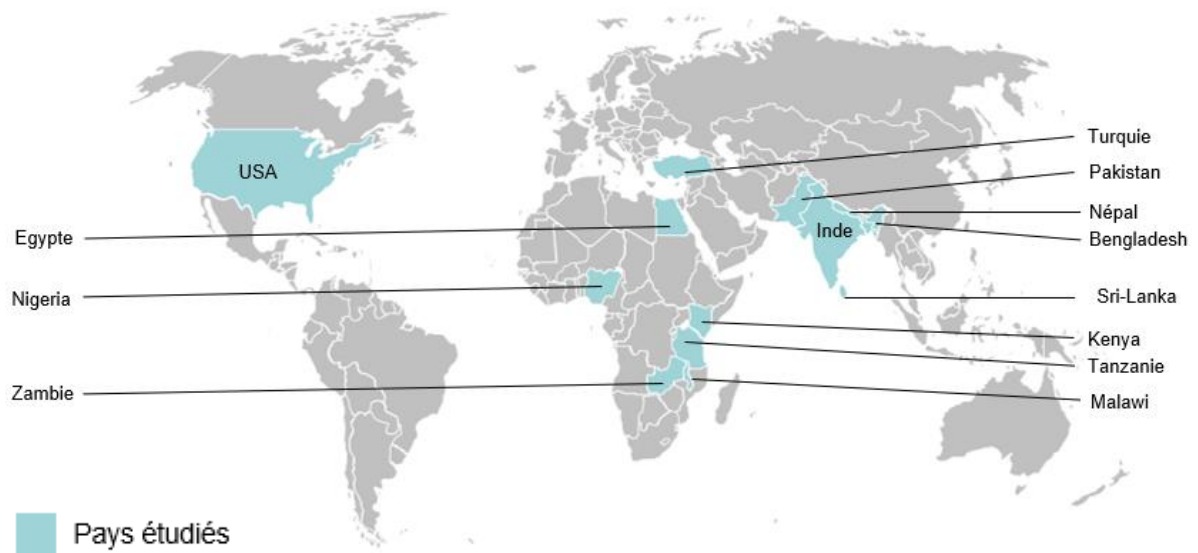 Turquie
Pakistan
USA
Népal
Inde
Bengladesh
Egypte
Nigeria
Sri-Lanka
Kenya
Tanzanie
Zambie
Malawi
Pays étudiés